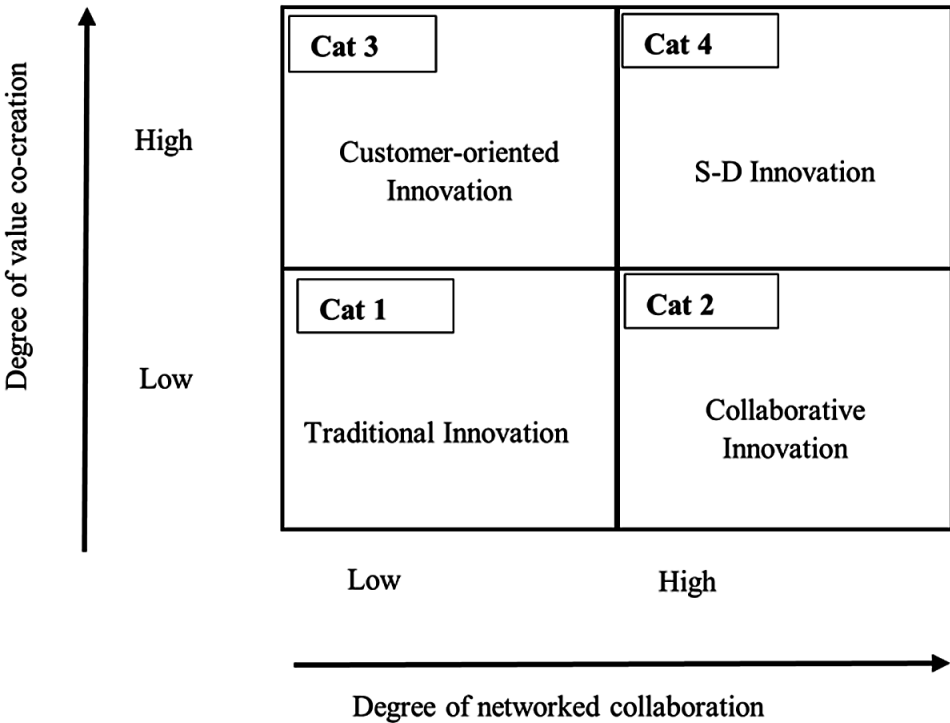 Degree of value co-creation
High
Low
Cat 3
Customer-oriented
Innovation
Cat 4
S-D Innovation
Cat 1
Traditional Innovation
Cat 2
Collaborative
Innovation
Low
High
Degree of networked collaboration